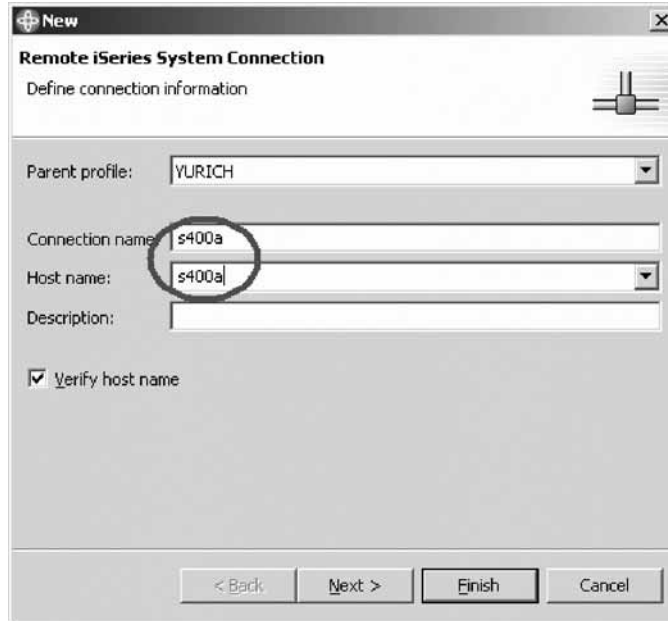 New
Remote iSeries System Connection
Define connection information
Parent profile: YURICH
Connection name: s400a
Host name: s400a
Description:
Verify host name
< Back Next > Finish Cancel